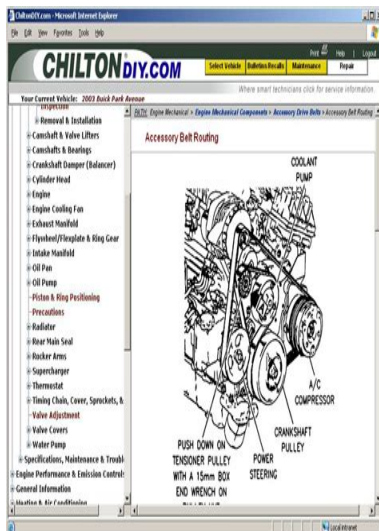 ChiltonDIY.com - Microsoft Internet Explorer
File Edit View Favorites Tools Help
Print Help | Logout
CHILTONDIY.COM
Select Vehicle Bulletins/Recalls Maintenance Repair
Where smart technicians click for service information.
Your Current Vehicle: 2003 Buick Park Avenue
PATH: Engine Mechanical > Engine Mechanical Components > Accessory Drive Belts > Accessory Belt Routing
Inspection
Removal & Installation
Camshaft & Valve Lifters
Camshafts & Bearings
Crankshaft Damper (Balancer)
Cylinder Head
Engine
Engine Cooling Fan
Exhaust Manifold
Flywheel/Flexplate & Ring Gear
Intake Manifold
Oil Pan
Oil Pump
Piston & Ring Positioning
Precautions
Radiator
Rear Main Seal
Rocker Arms
Supercharger
Thermostat
Timing Chain, Cover, Sprockets, &
Valve Adjustment
Valve Covers
Water Pump
Specifications, Maintenance & Troubl
Engine Performance & Emission Control
General Information
Heating & Air Conditioning
Accessory Belt Routing
COOLANT
PUMP
A/C
COMPRESSOR
CRANKSHAFT
PULLEY
POWER
STEERING
PUSH DOWN ON
TENSIONER PULLEY
WITH A 15mm BOX
END WRENCH ON
Local intranet